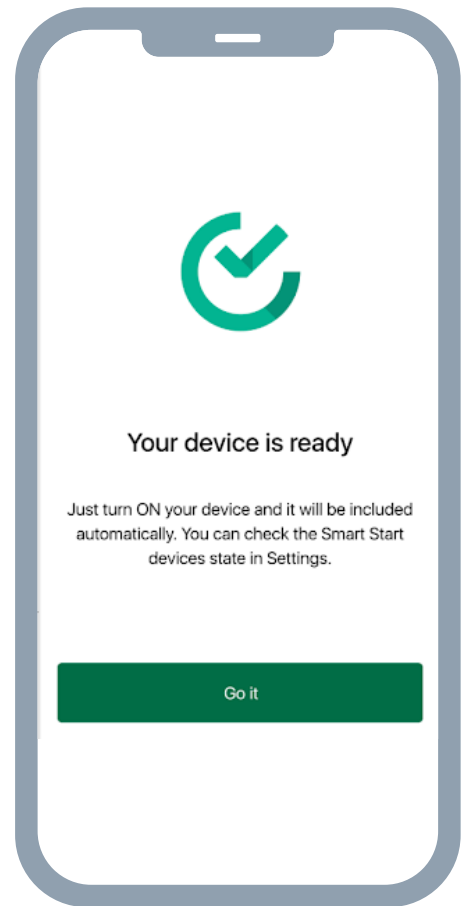 Your device is ready
Just turn ON your device and it will be included
automatically. You can check the Smart Start
devices state in Settings.
Go it